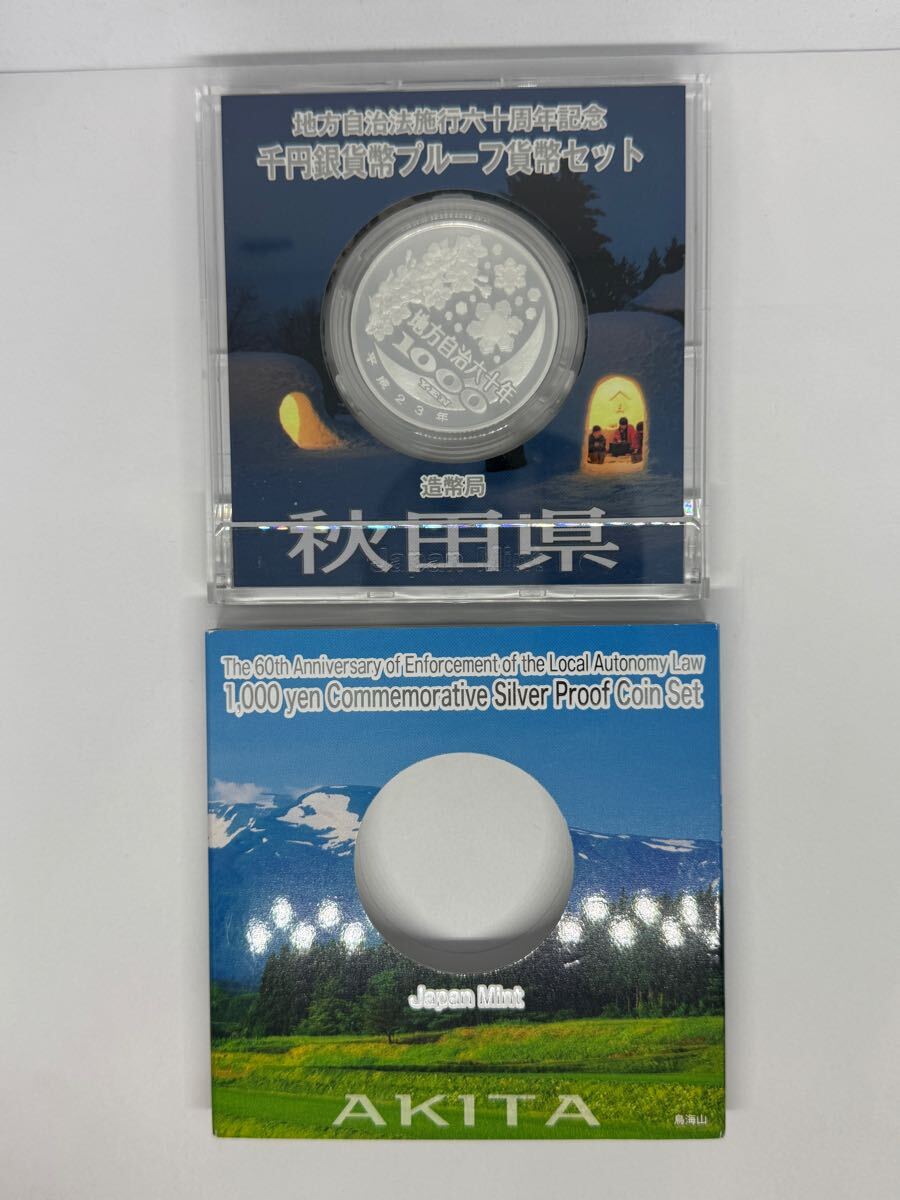 地方自治法施行六十周年記念
千円銀貨幣プルーフ貨幣セット
地方自治六十年
1000
YEN
平成23年
造幣局
秋田県
Japan Mint
The 60th Anniversary of Enforcement of the Local Autonomy Law
1,000 yen Commemorative Silver Proof Coin Set
Japan Mint
AKITA
鳥海山